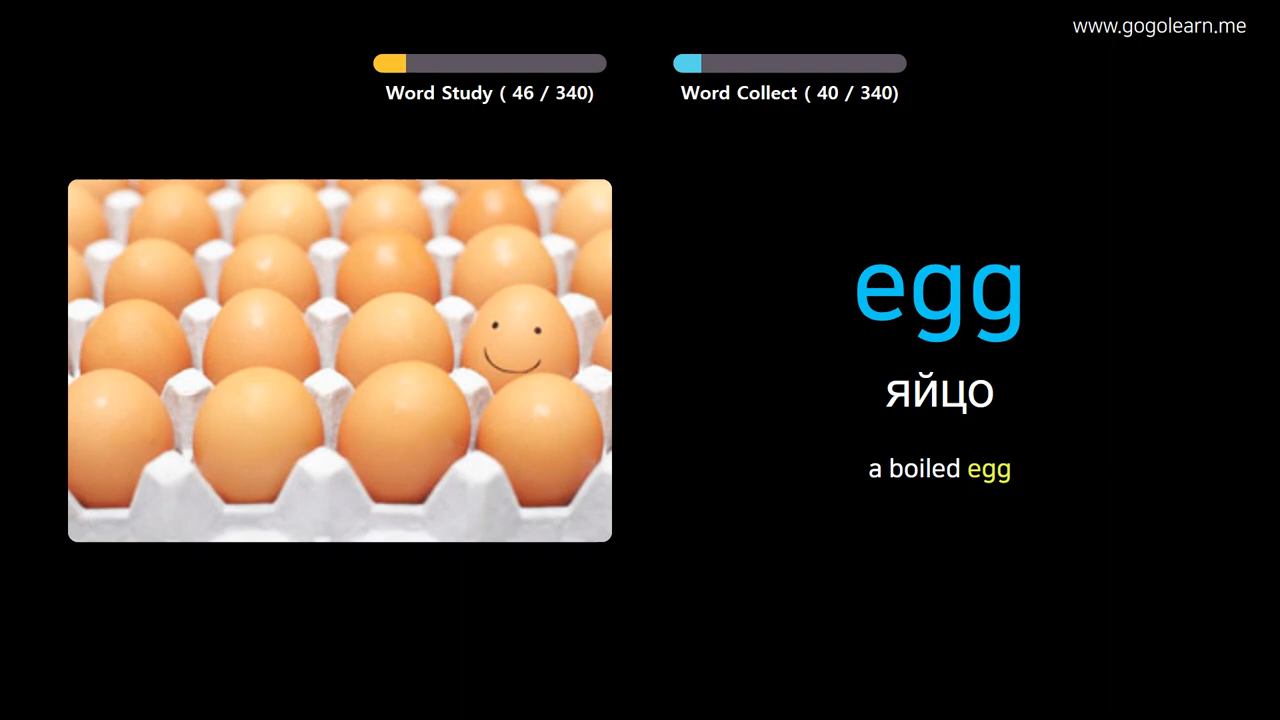 www.gogolearn.me
Word Study ( 46 / 340)
Word Collect ( 40 / 340)
egg
яйцо
a boiled egg